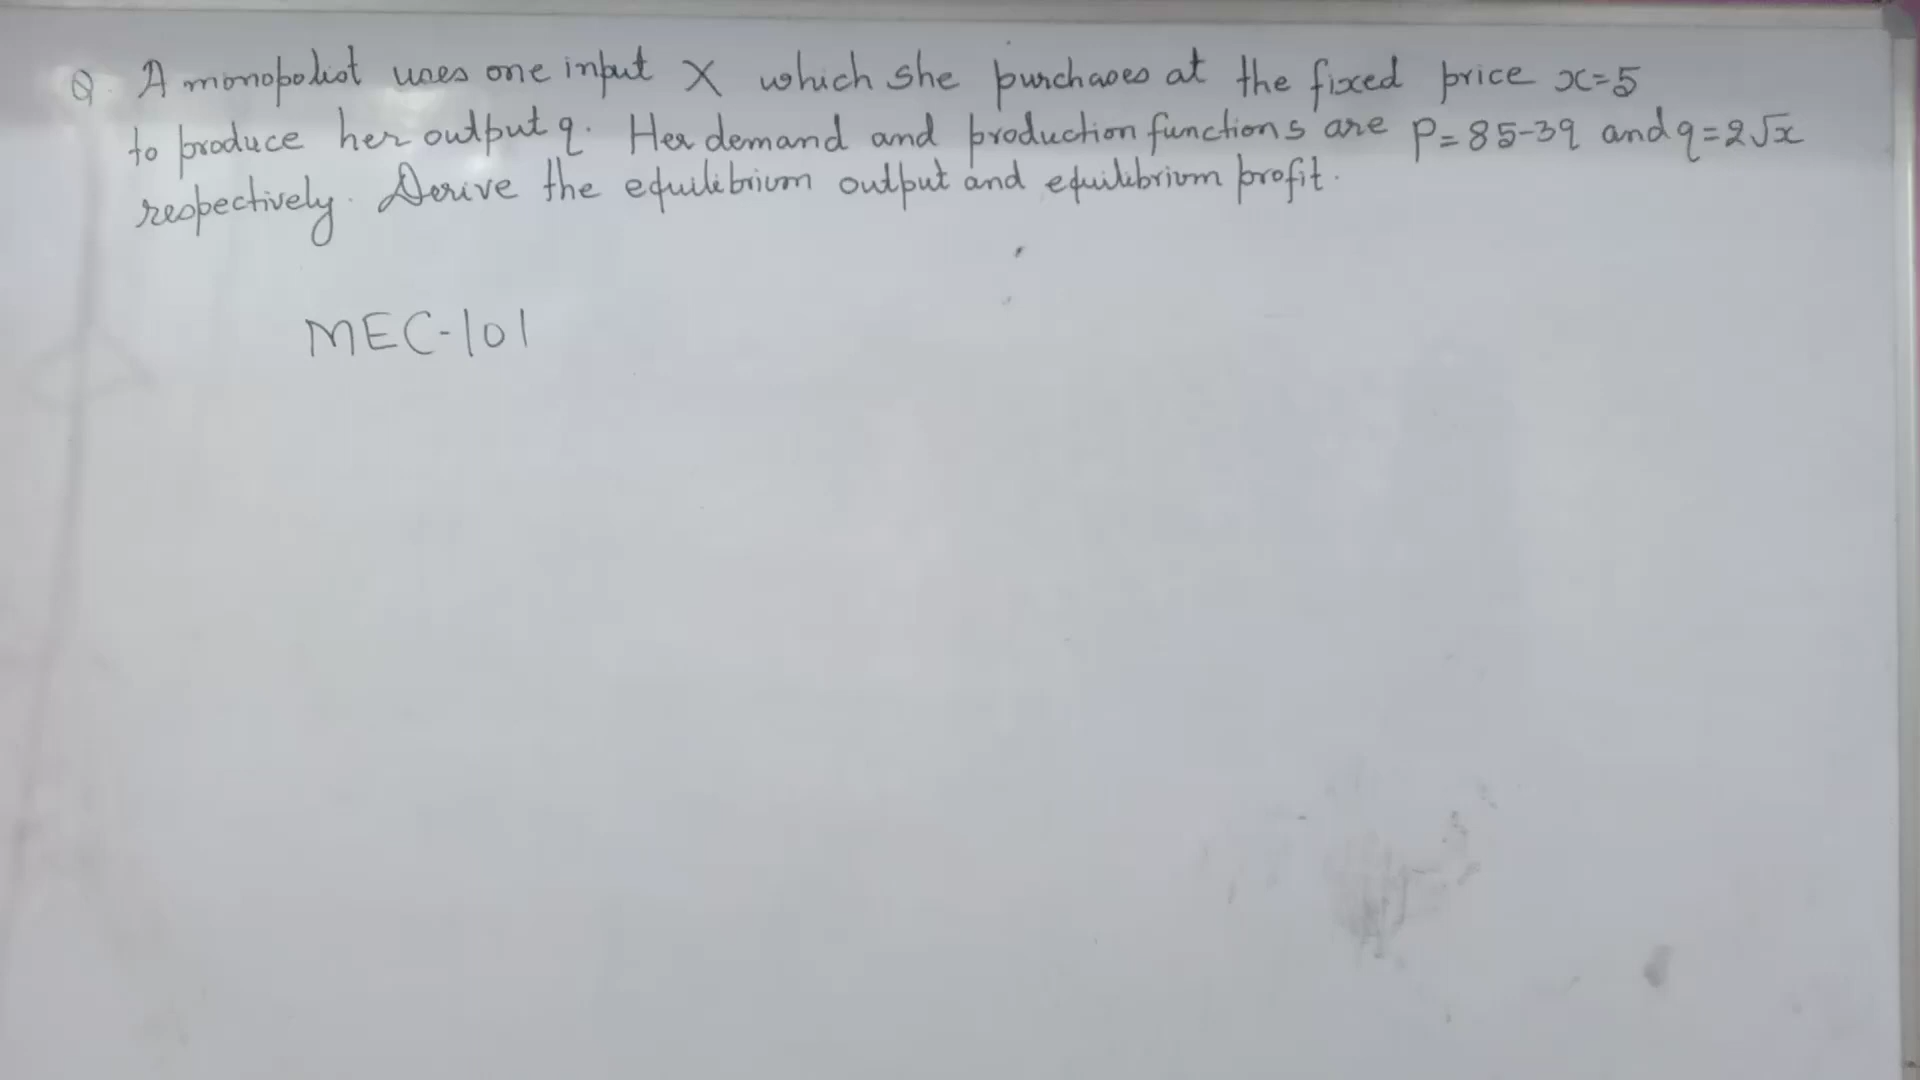 Q. A monopolist uses one input X which she purchases at the fixed price x=5
to produce her output q. Her demand and production functions are P=85-3q and q=2√x
respectively. Derive the equilibrium output and equilibrium profit.
MEC-101